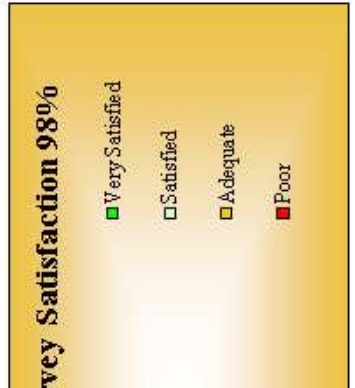 vey Satisfaction 98%
Very Satisfied
Satisfied
Adequate
Poor